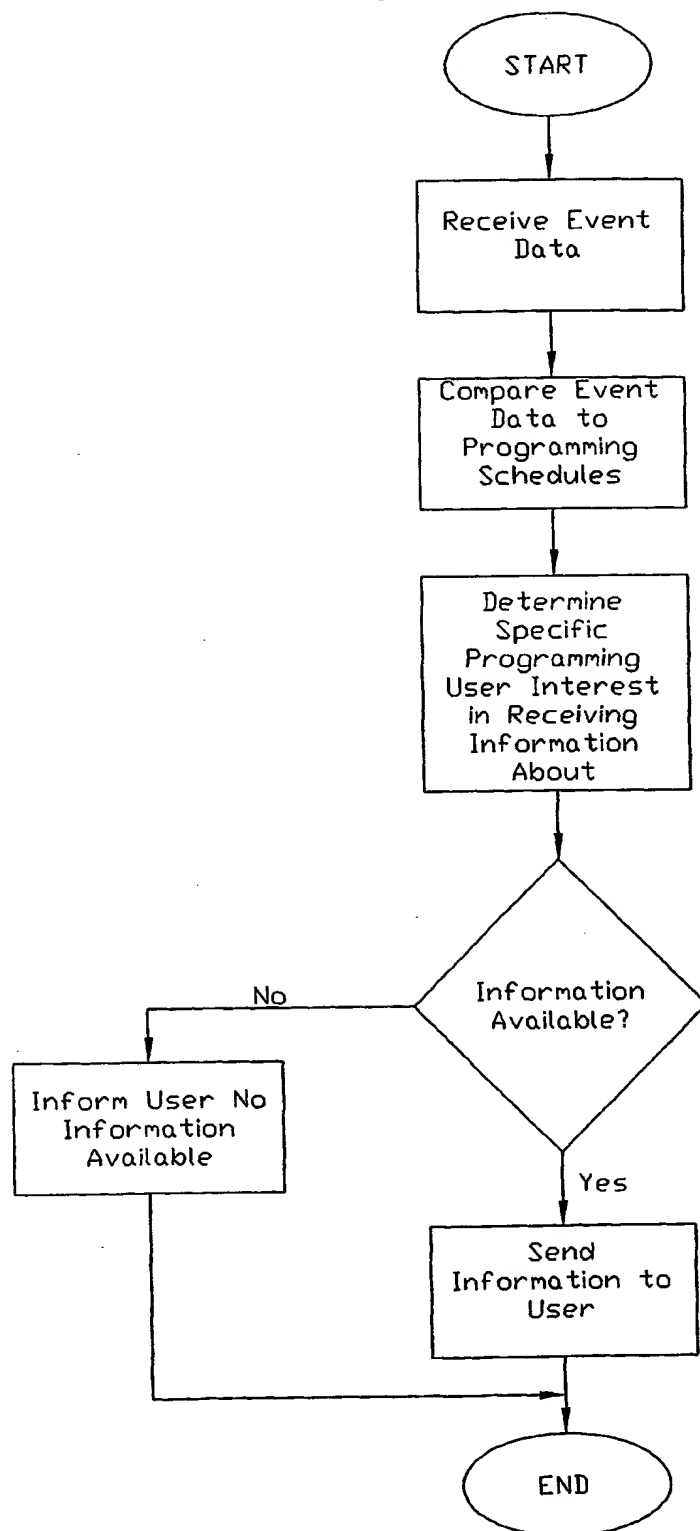 START
Receive Event
Data
Compare Event
Data to
Programming
Schedules
Determine
Specific
Programming
User Interest
in Receiving
Information
About
Information
Available?
No
Inform User No
Information
Available
Yes
Send
Information to
User
END